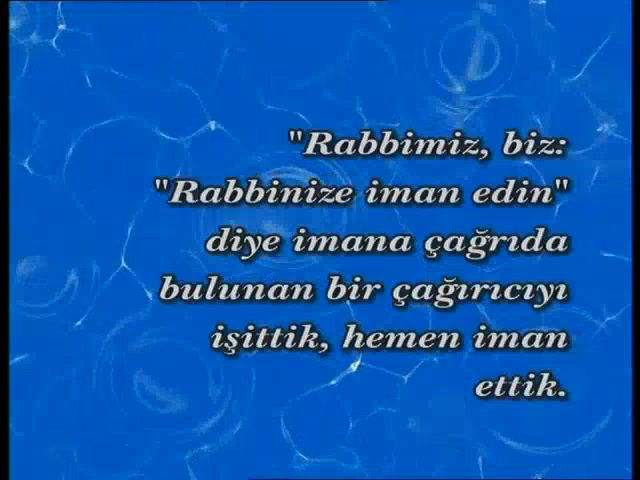 "Rabbimiz, biz:
"Rabbinize iman edin"
diye imana çağrıda
bulunan bir çağırıcıyı
işittik, hemen iman
ettik.